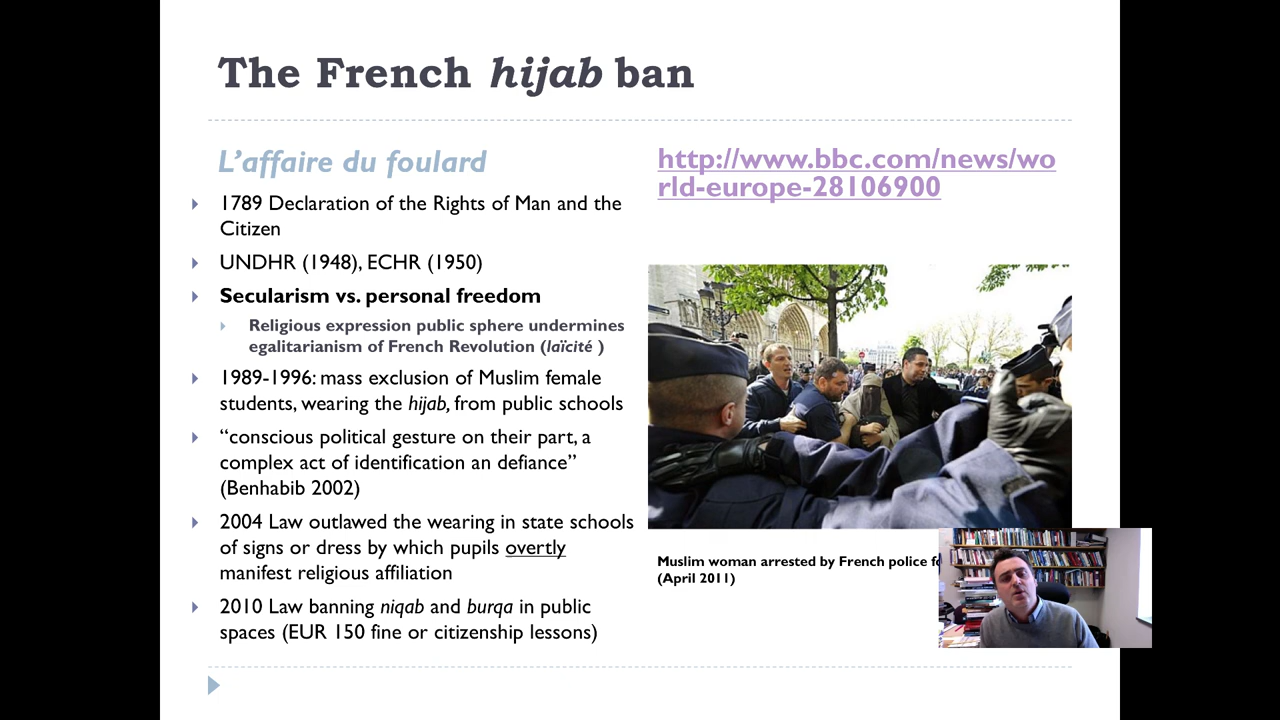 The French hijab ban
L’affaire du foulard
1789 Declaration of the Rights of Man and the
Citizen
UNDHR (1948), ECHR (1950)
Secularism vs. personal freedom
Religious expression public sphere undermines
egalitarianism of French Revolution (laïcité )
1989-1996: mass exclusion of Muslim female
students, wearing the hijab, from public schools
“conscious political gesture on their part, a
complex act of identification an defiance”
(Benhabib 2002)
2004 Law outlawed the wearing in state schools
of signs or dress by which pupils overtly
manifest religious affiliation
2010 Law banning niqab and burqa in public
spaces (EUR 150 fine or citizenship lessons)
http://www.bbc.com/news/wo
rld-europe-28106900
Muslim woman arrested by French police
(April 2011)